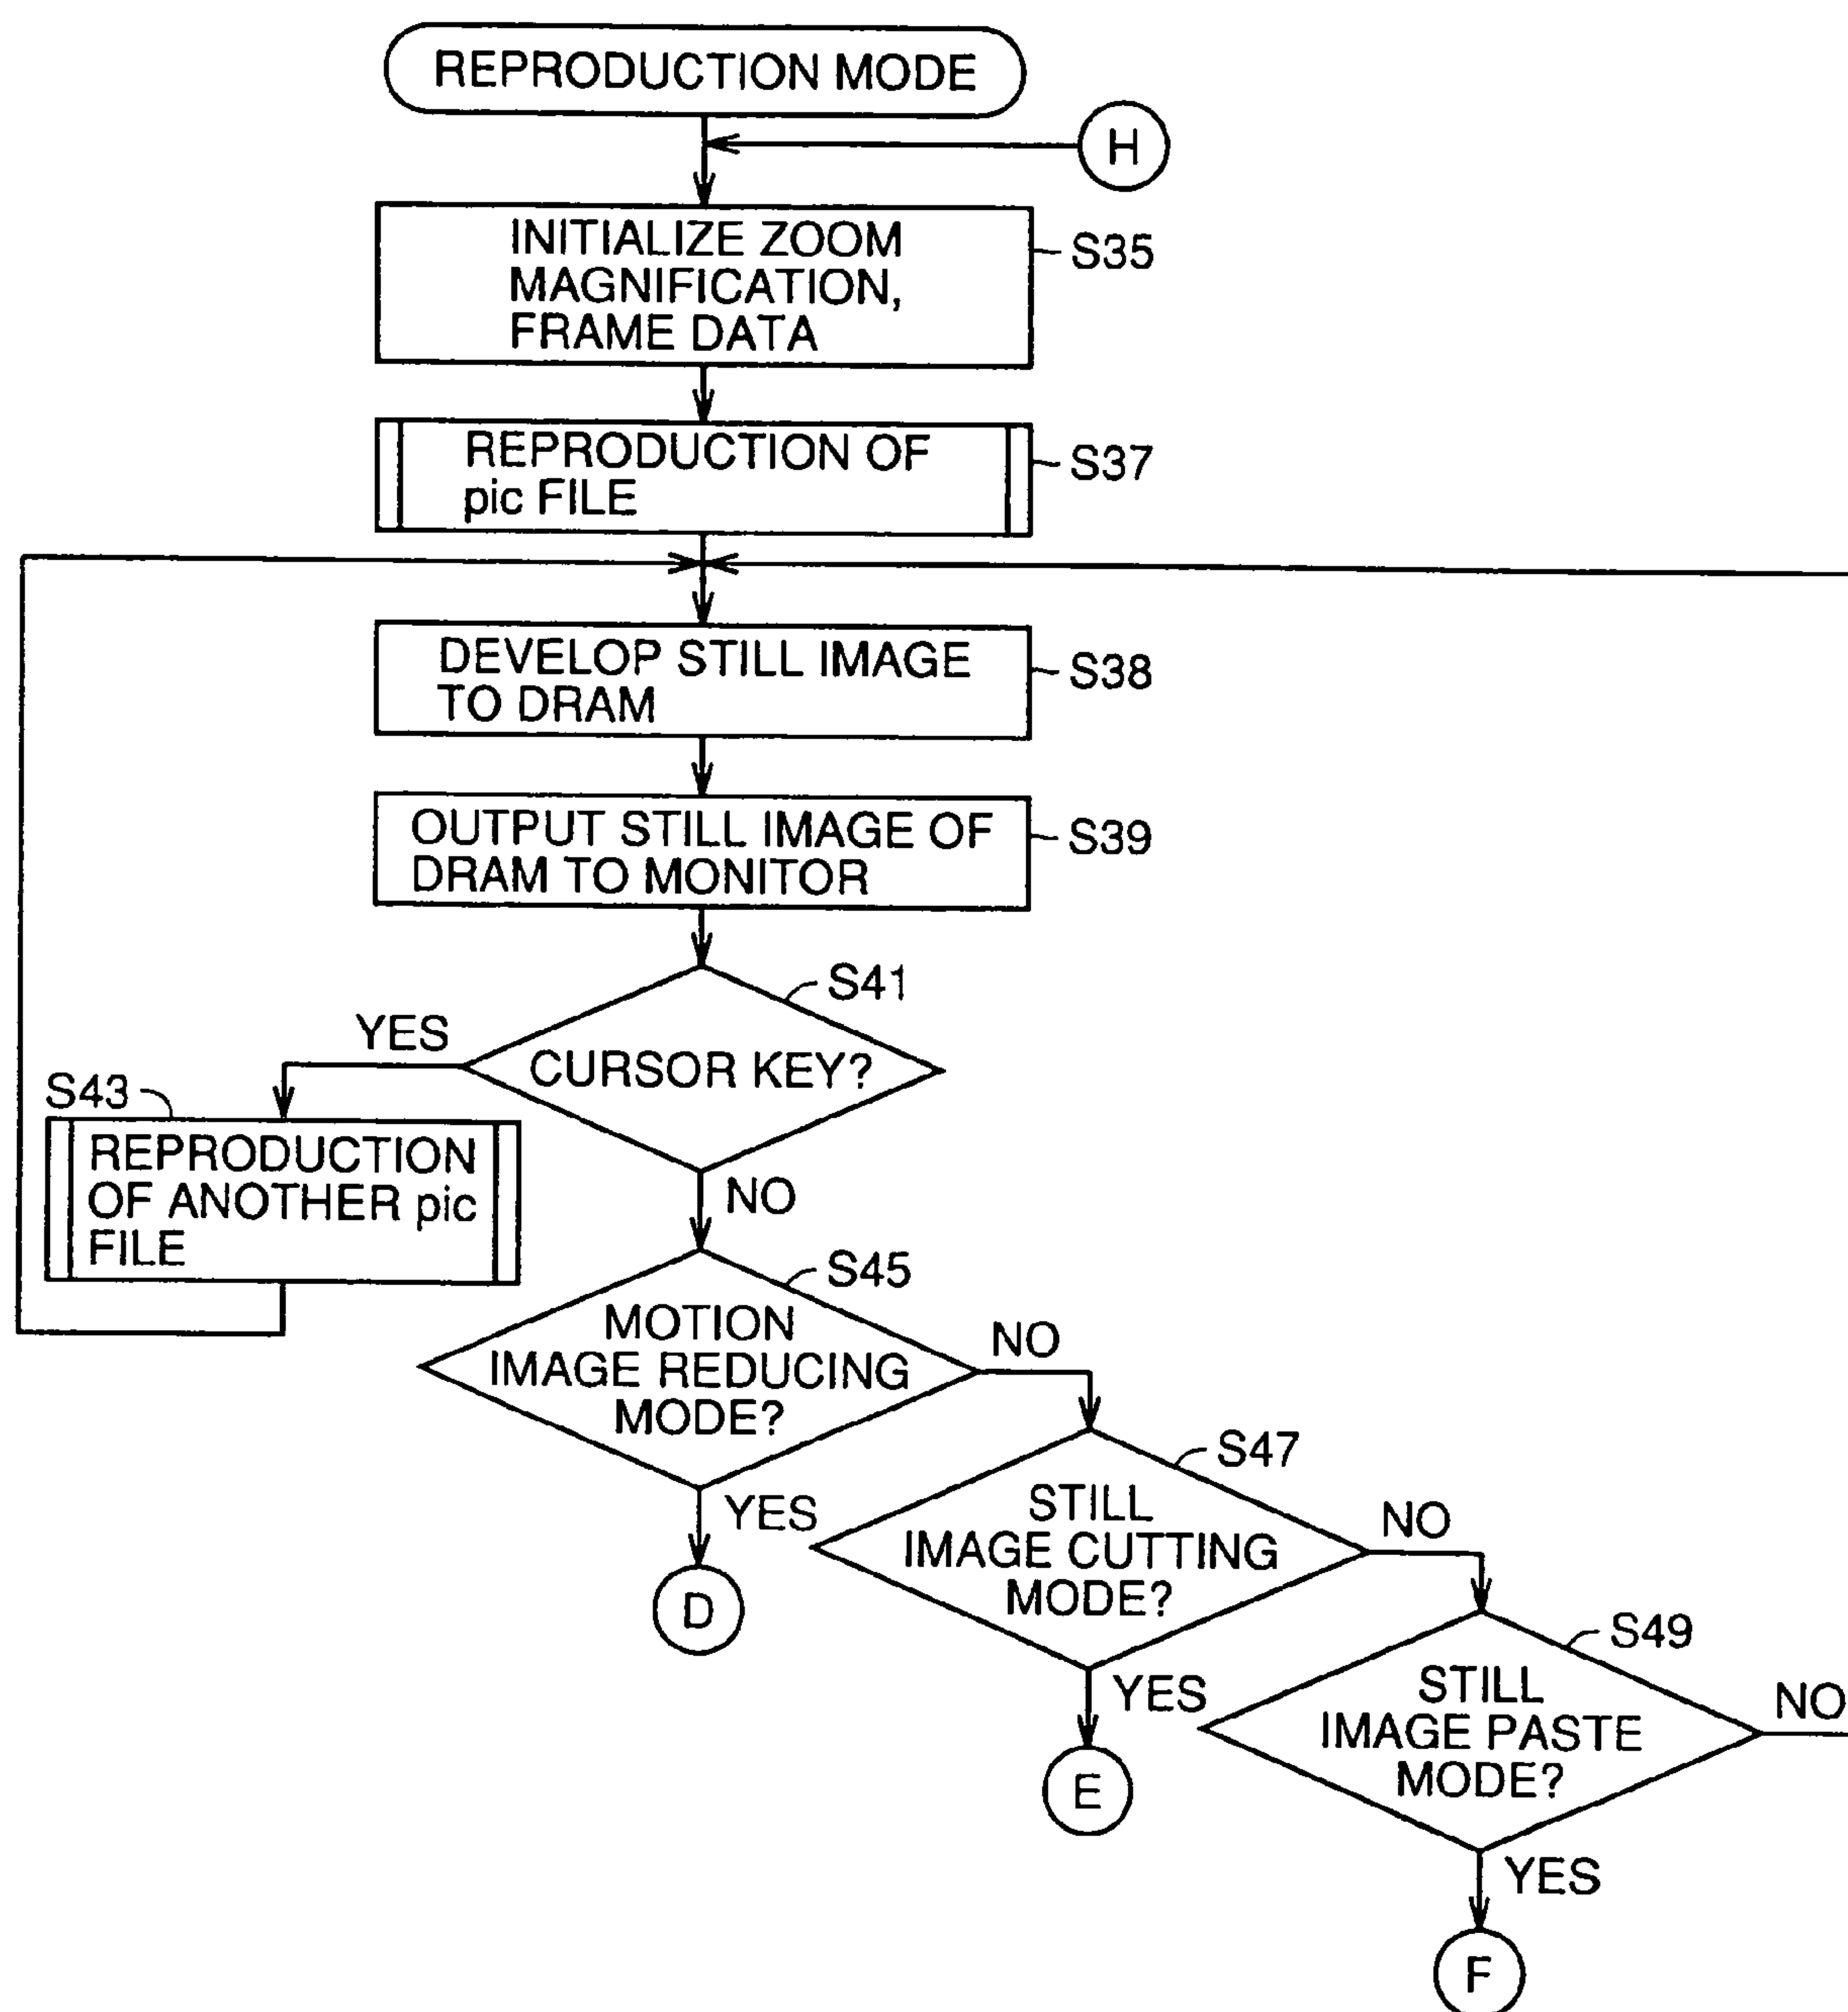 REPRODUCTION MODE
H
INITIALIZE ZOOM
MAGNIFICATION,
FRAME DATA
S35
REPRODUCTION OF
pic FILE
S37
DEVELOP STILL IMAGE
TO DRAM
S38
OUTPUT STILL IMAGE OF
DRAM TO MONITOR
S39
S41
CURSOR KEY?
YES
NO
S43
REPRODUCTION
OF ANOTHER pic
FILE
S45
MOTION
IMAGE REDUCING
MODE?
NO
YES
D
S47
STILL
IMAGE CUTTING
MODE?
NO
YES
E
S49
STILL
IMAGE PASTE
MODE?
NO
YES
F